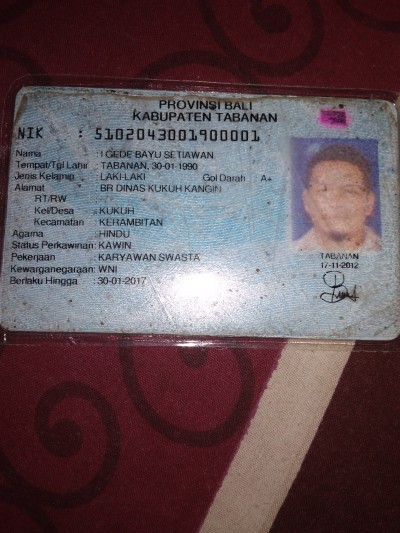 PROVINSI BALI
KABUPATEN TABANAN
NIK : 5102043001900001
Nama : I GEDE BAYU SETIAWAN
Tempat/Tgl Lahir : TABANAN, 30-01-1990
Jenis Kelamin : LAKI-LAKI Gol Darah : A+
Alamat : BR DINAS KUKUH KANGIN
RT/RW : -/-
Kel/Desa : KUKUH
Kecamatan : KERAMBITAN
Agama : HINDU
Status Perkawinan: KAWIN
Pekerjaan : KARYAWAN SWASTA
Kewarganegaraan: WNI
Berlaku Hingga : 30-01-2017
TABANAN
17-11-2012